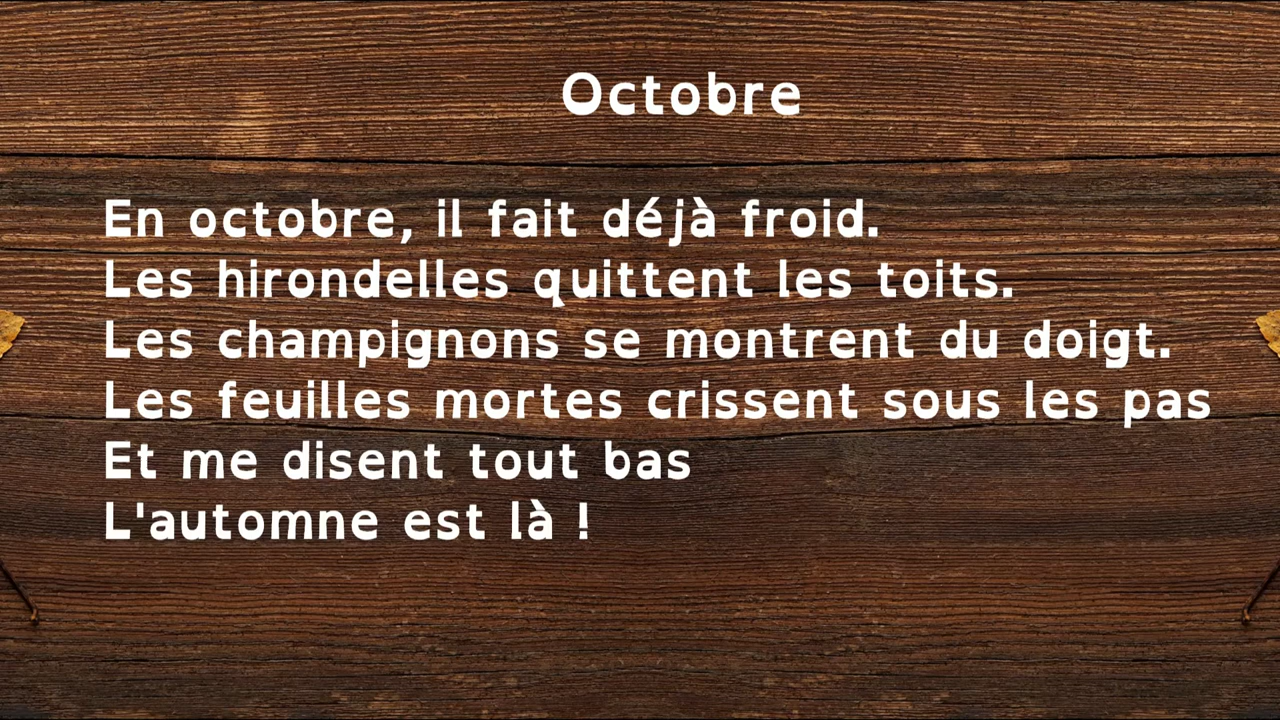 Octobre
En octobre, il fait déjà froid.
Les hirondelles quittent les toits.
Les champignons se montrent du doigt.
Les feuilles mortes crissent sous les pas
Et me disent tout bas
L'automne est là !